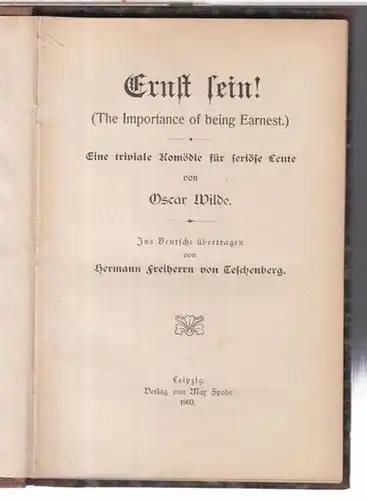 Ernst sein!
(The Importance of being Earnest.)
Eine triviale Komödie für seriöse Leute
von
Oscar Wilde.
Ins Deutsche übertragen
von
Hermann Freiherrn von Teschenberg.
Leipzig
Verlag von Max Spohr
1903.